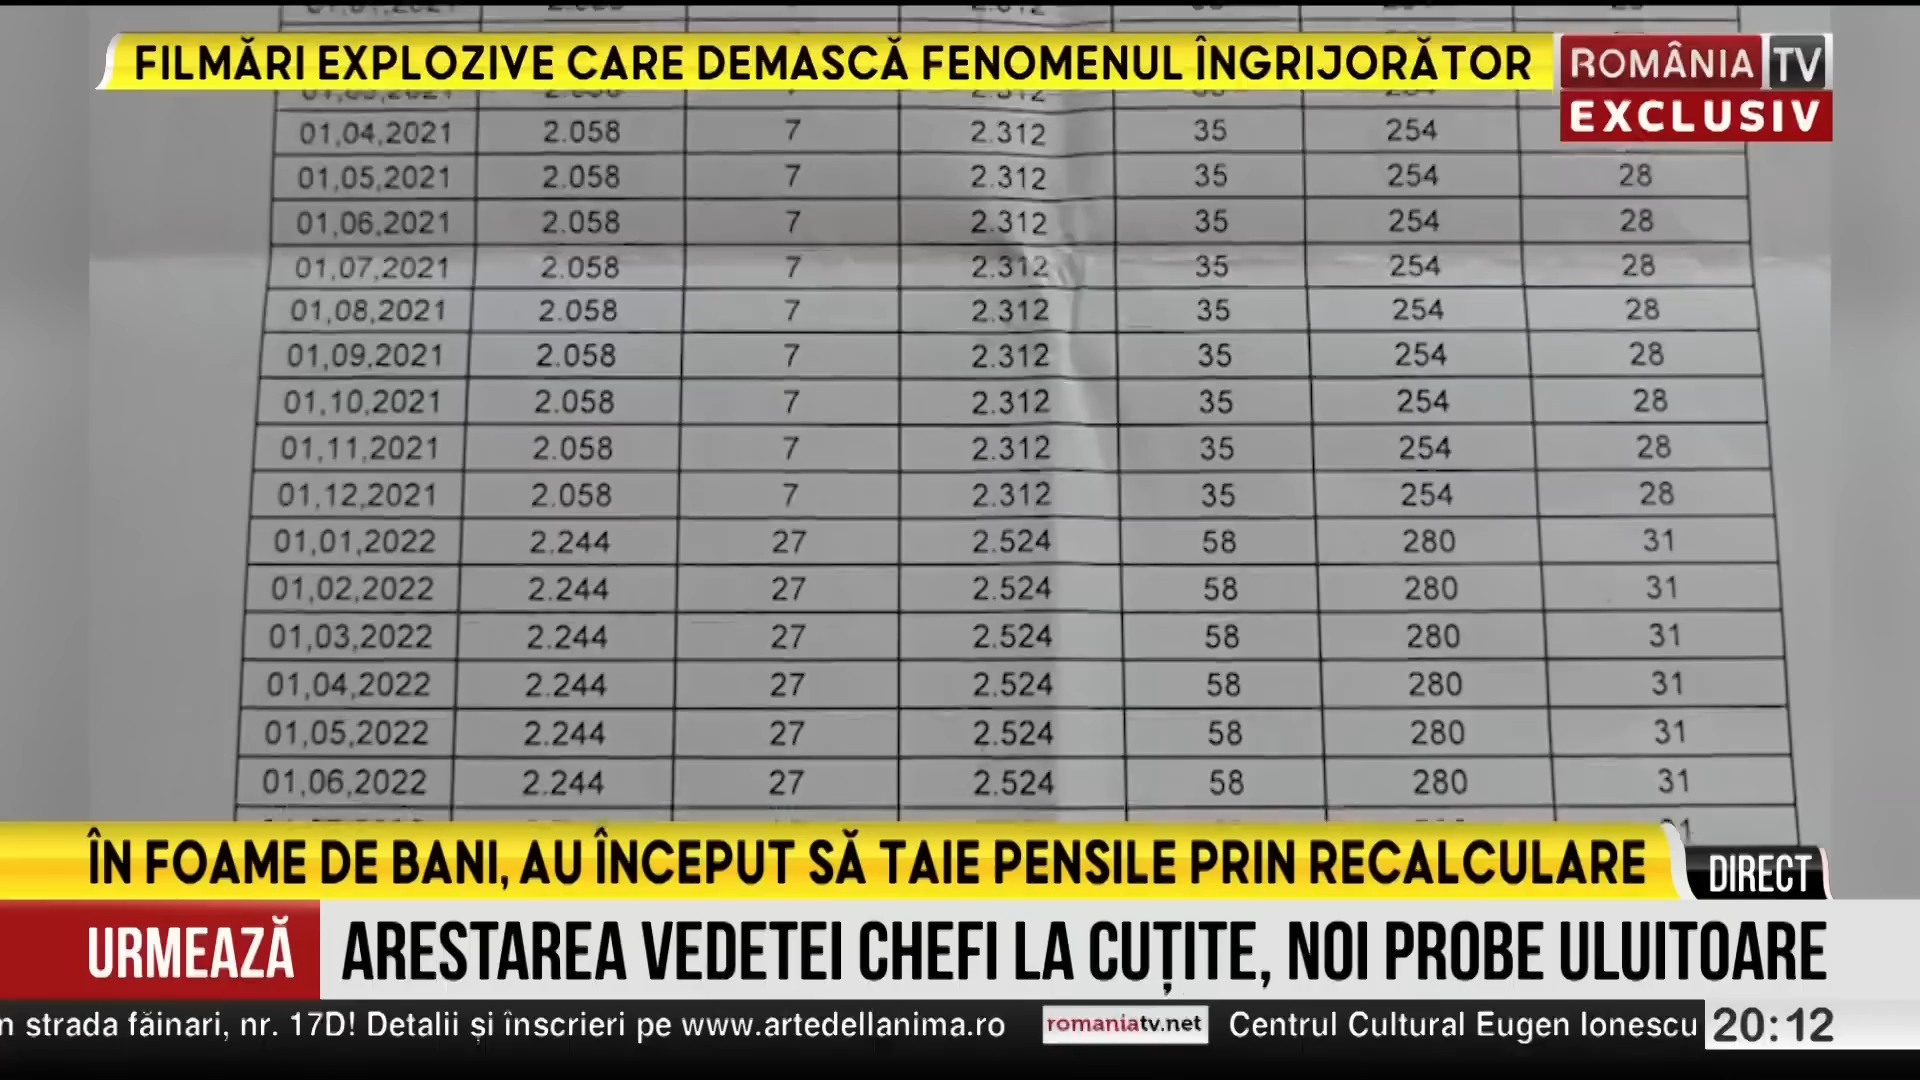 FILMĂRI EXPLOZIVE CARE DEMASCĂ FENOMENUL ÎNGRIJORĂTOR
ROMÂNIA TV
EXCLUSIV
01,04,2021 2.058 7 2.312 35 254
01,05,2021 2.058 7 2.312 35 254 28
01,06,2021 2.058 7 2.312 35 254 28
01,07,2021 2.058 7 2.312 35 254 28
01,08,2021 2.058 7 2.312 35 254 28
01,09,2021 2.058 7 2.312 35 254 28
01,10,2021 2.058 7 2.312 35 254 28
01,11,2021 2.058 7 2.312 35 254 28
01,12,2021 2.058 7 2.312 35 254 28
01,01,2022 2.244 27 2.524 58 280 31
01,02,2022 2.244 27 2.524 58 280 31
01,03,2022 2.244 27 2.524 58 280 31
01,04,2022 2.244 27 2.524 58 280 31
01,05,2022 2.244 27 2.524 58 280 31
01,06,2022 2.244 27 2.524 58 280 31
ÎN FOAME DE BANI, AU ÎNCEPUT SĂ TAIE PENSILE PRIN RECALCULARE
DIRECT
URMEAZĂ ARESTAREA VEDETEI CHEFI LA CUȚITE, NOI PROBE ULUITOARE
n strada făinari, nr. 17D! Detalii și înscrieri pe www.artedellanima.ro romaniatv.net Centrul Cultural Eugen Ionescu 20:12